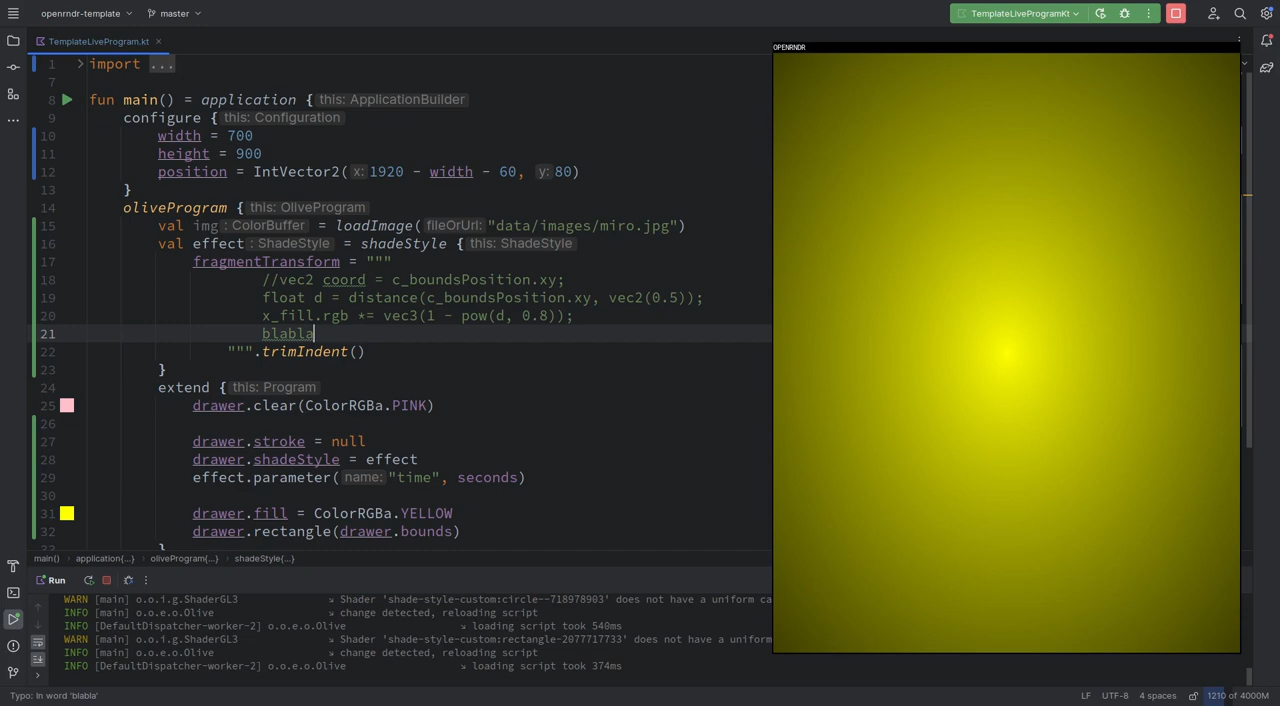 openrndr-template master TemplateLiveProgramKt
TemplateLiveProgram.kt
OPENRNDR
1 import ...
7
8 fun main() = application { this: ApplicationBuilder
9 configure { this: Configuration
10 width = 700
11 height = 900
12 position = IntVector2( x: 1920 - width - 60, y: 80)
13 }
14 oliveProgram { this: OliveProgram
15 val img : ColorBuffer = loadImage( fileOrUrl: "data/images/miro.jpg")
16 val effect : ShadeStyle = shadeStyle { this: ShadeStyle
17 fragmentTransform = """
18 //vec2 coord = c_boundsPosition.xy;
19 float d = distance(c_boundsPosition.xy, vec2(0.5));
20 x_fill.rgb *= vec3(1 - pow(d, 0.8));
21 blabla
22 """.trimIndent()
23 }
24 extend { this: Program
25 drawer.clear(ColorRGBa.PINK)
26
27 drawer.stroke = null
28 drawer.shadeStyle = effect
29 effect.parameter( name: "time", seconds)
30
31 drawer.fill = ColorRGBa.YELLOW
32 drawer.rectangle(drawer.bounds)
33 }
main() application{...} oliveProgram{...} shadeStyle{...}
Run
WARN [main] o.o.i.g.ShaderGL3 ↘ Shader 'shade-style-custom:circle--718978903' does not have a uniform ca
INFO [main] o.o.e.o.Olive ↘ change detected, reloading script
INFO [DefaultDispatcher-worker-2] o.o.e.o.Olive ↘ loading script took 540ms
WARN [main] o.o.i.g.ShaderGL3 ↘ Shader 'shade-style-custom:rectangle-2077717733' does not have a uniform
INFO [main] o.o.e.o.Olive ↘ change detected, reloading script
INFO [DefaultDispatcher-worker-2] o.o.e.o.Olive ↘ loading script took 374ms
Typo: In word 'blabla' LF UTF-8 4 spaces 1210 of 4000M